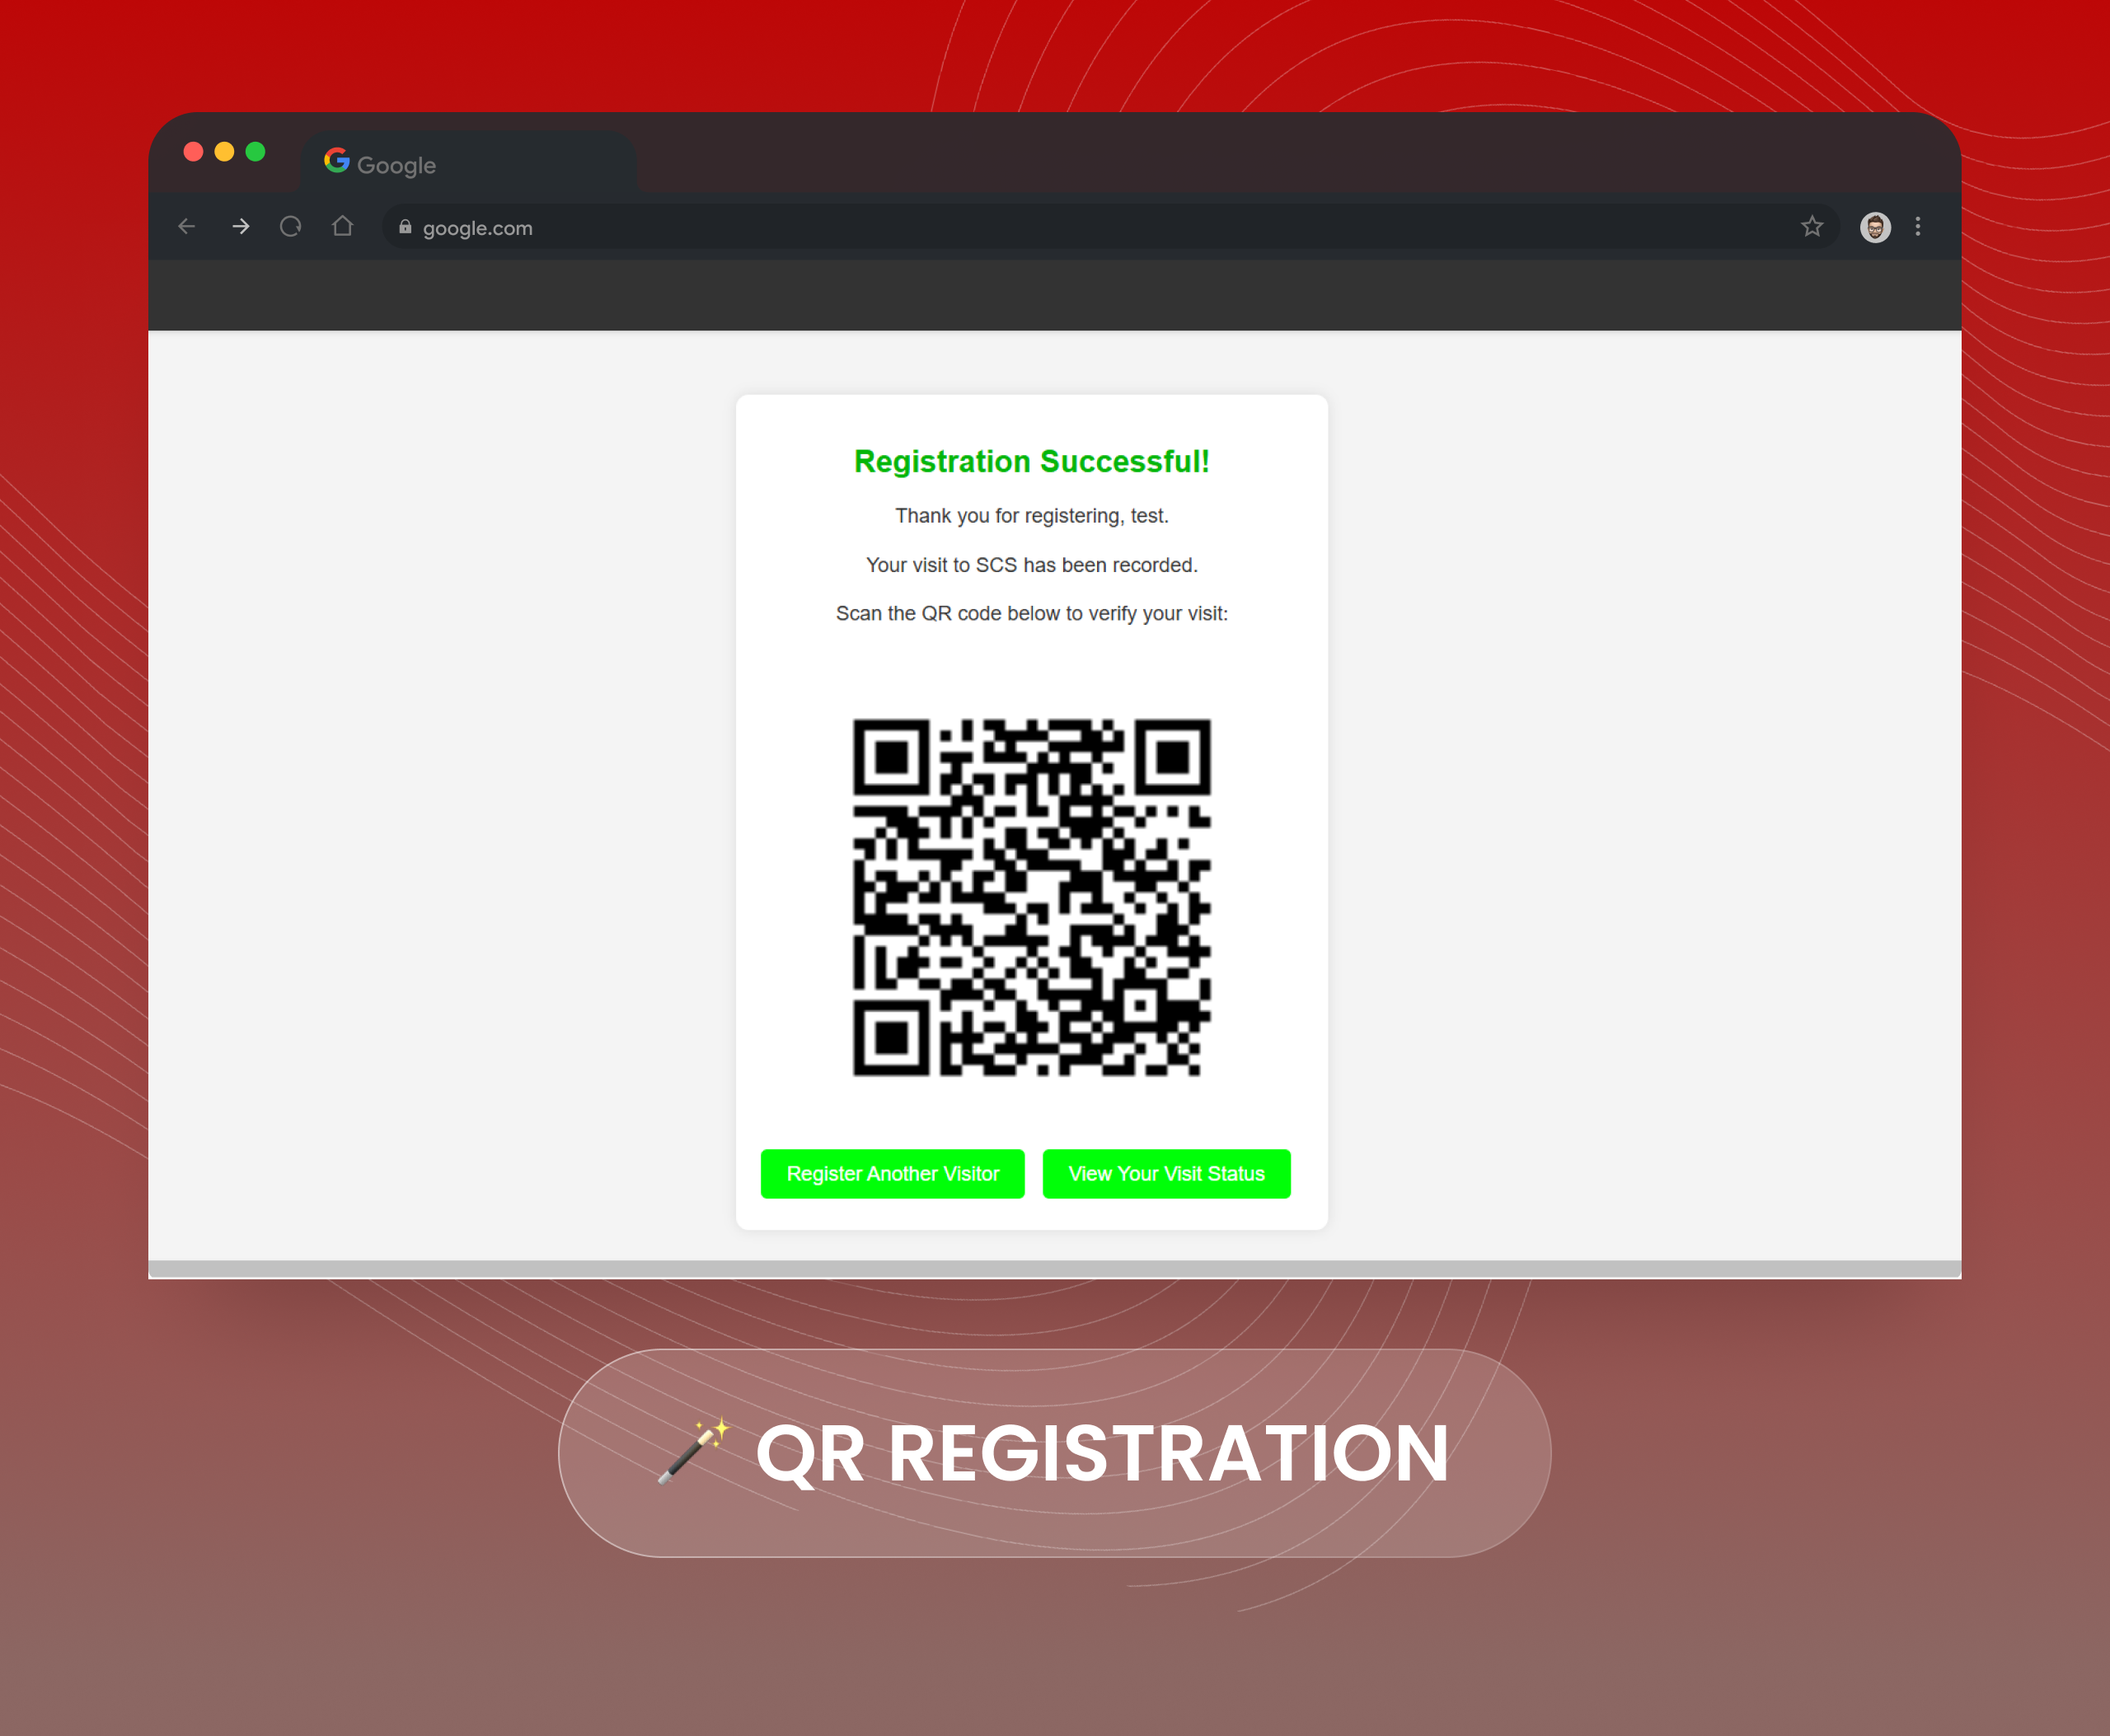 Google
google.com
Registration Successful!
Thank you for registering, test.
Your visit to SCS has been recorded.
Scan the QR code below to verify your visit:
Register Another Visitor
View Your Visit Status
QR REGISTRATION